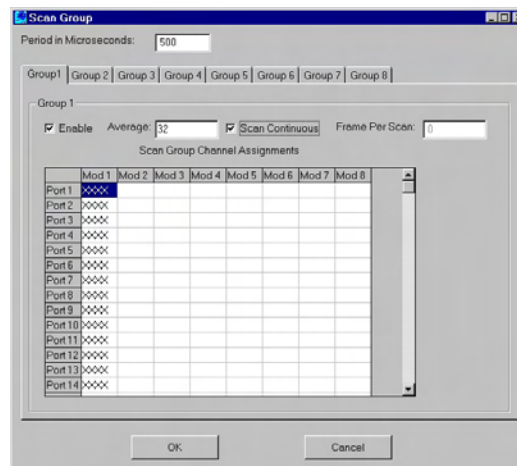 Scan Group
Period in Microseconds: 500
Group1 Group 2 Group 3 Group 4 Group 5 Group 6 Group 7 Group 8
Group 1
Enable Average: 32 Scan Continuous Frame Per Scan: 0
Scan Group Channel Assignments
Mod 1 Mod 2 Mod 3 Mod 4 Mod 5 Mod 6 Mod 7 Mod 8
Port 1 XXXX
Port 2 XXXX
Port 3 XXXX
Port 4 XXXX
Port 5 XXXX
Port 6 XXXX
Port 7 XXXX
Port 8 XXXX
Port 9 XXXX
Port 10 XXXX
Port 11 XXXX
Port 12 XXXX
Port 13 XXXX
Port 14 XXXX
OK Cancel